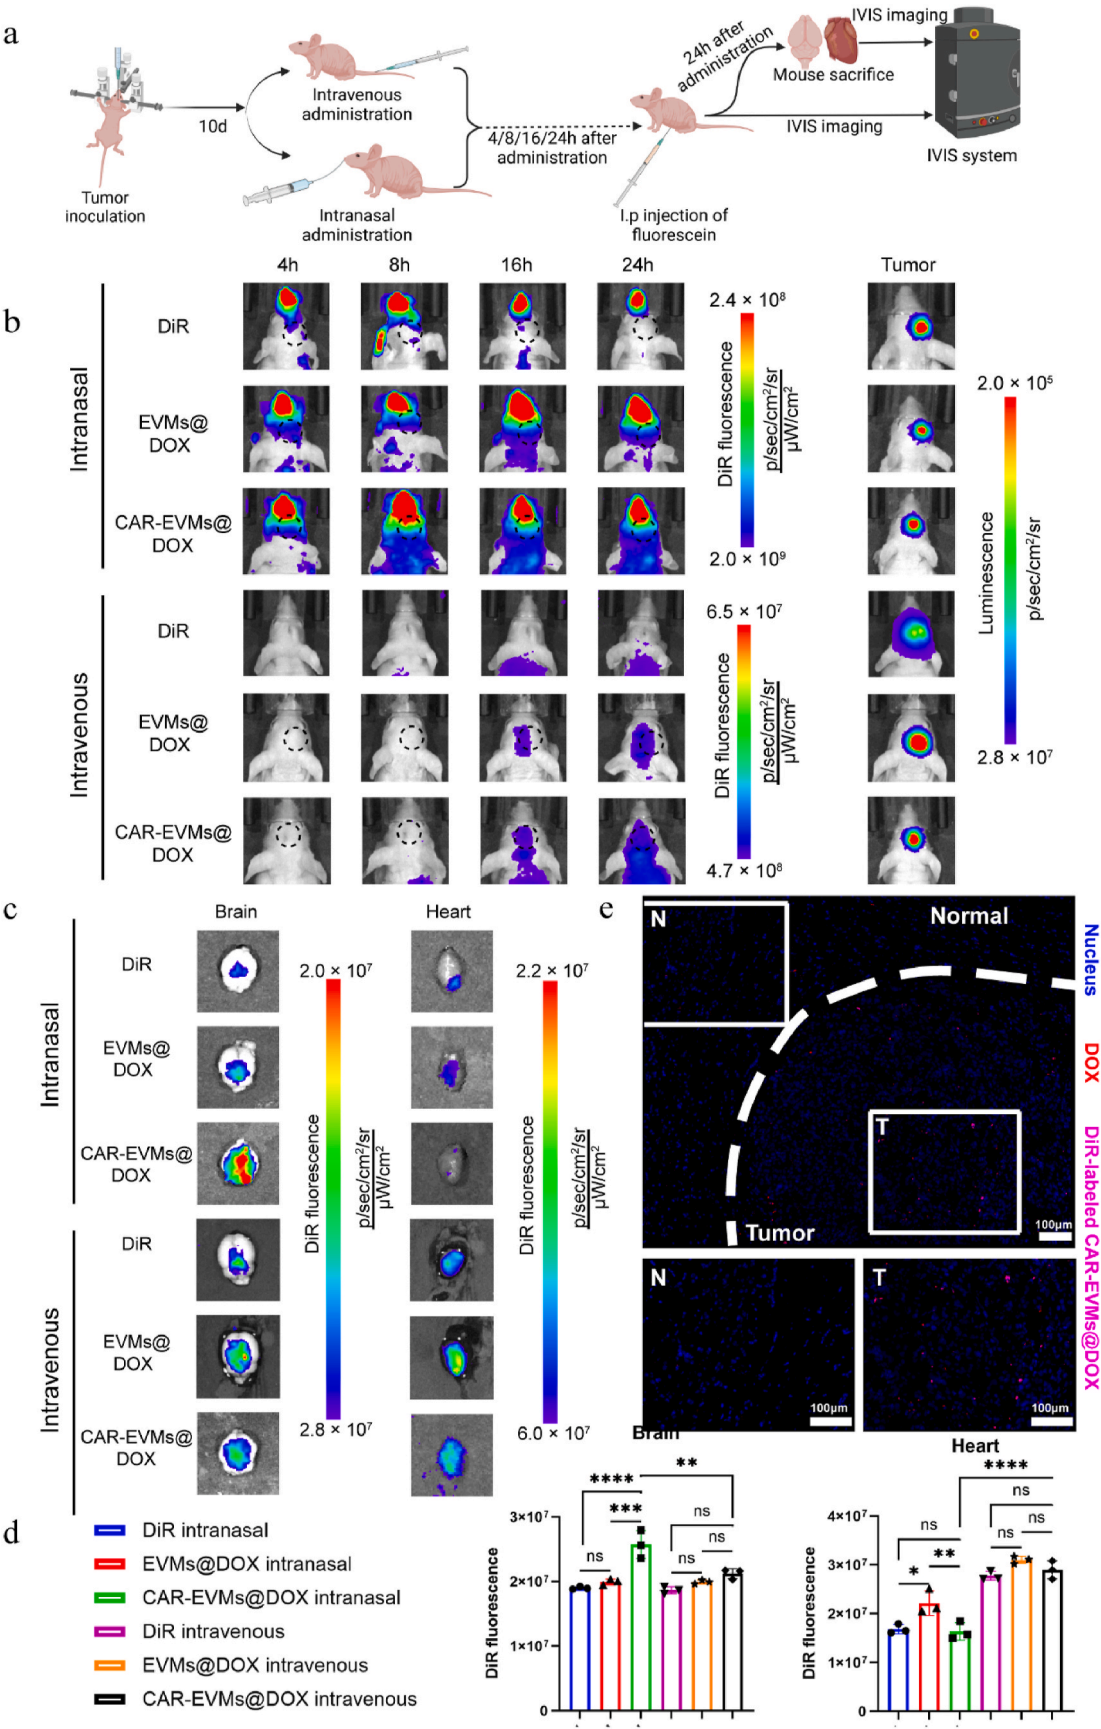 a
Tumor
inoculation
10d
Intravenous
administration
Intranasal
administration
4/8/16/24h after
administration
I.p injection of
fluorescein
24h after
administration
Mouse sacrifice
IVIS imaging
IVIS imaging
IVIS system
b
4h
8h
16h
24h
Tumor
Intranasal
DiR
EVMs@
DOX
CAR-EVMs@
DOX
2.4 × 10⁸
DiR fluorescence
p/sec/cm²/sr
μW/cm²
2.0 × 10⁹
Intravenous
DiR
EVMs@
DOX
CAR-EVMs@
DOX
6.5 × 10⁷
DiR fluorescence
p/sec/cm²/sr
μW/cm²
4.7 × 10⁸
2.0 × 10⁵
Luminescence
p/sec/cm²/sr
2.8 × 10⁷
c
Brain
Heart
Intranasal
DiR
EVMs@
DOX
CAR-EVMs@
DOX
Intravenous
DiR
EVMs@
DOX
CAR-EVMs@
DOX
2.0 × 10⁷
DiR fluorescence
p/sec/cm²/sr
μW/cm²
2.8 × 10⁷
2.2 × 10⁷
DiR fluorescence
p/sec/cm²/sr
μW/cm²
6.0 × 10⁷
e
N
Normal
T
Tumor
100μm
N
100μm
T
100μm
Nucleus
DOX
DiR-labeled CAR-EVMs@DOX
d
DiR intranasal
EVMs@DOX intranasal
CAR-EVMs@DOX intranasal
DiR intravenous
EVMs@DOX intravenous
CAR-EVMs@DOX intravenous
Brain
DiR fluorescence
3×10⁷
2×10⁷
1×10⁷
0
****
**
***
ns
ns
ns
ns
Heart
DiR fluorescence
4×10⁷
3×10⁷
2×10⁷
1×10⁷
0
****
ns
ns
ns
ns
**
*